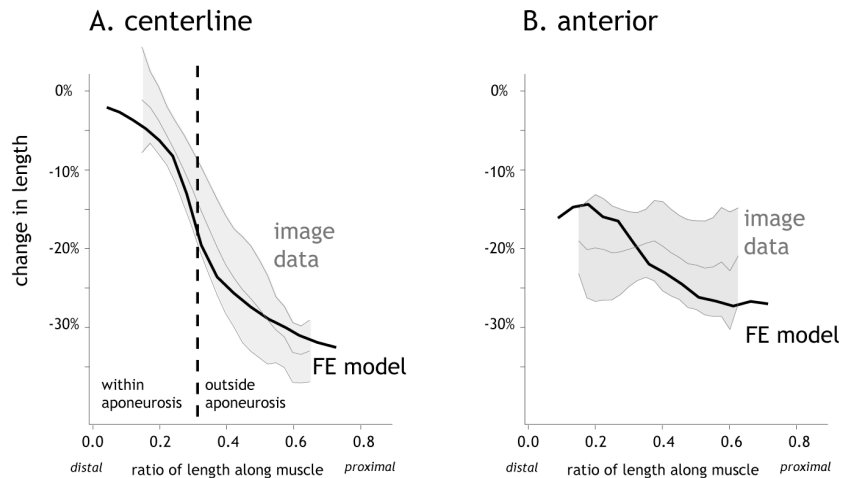 A. centerline
change in length
0%
-10%
-20%
-30%
image
data
FE model
within
aponeurosis
outside
aponeurosis
0.0
0.2
0.4
0.6
0.8
distal
ratio of length along muscle
proximal
B. anterior
0%
-10%
-20%
-30%
image
data
FE model
0.0
0.2
0.4
0.6
0.8
distal
ratio of length along muscle
proximal